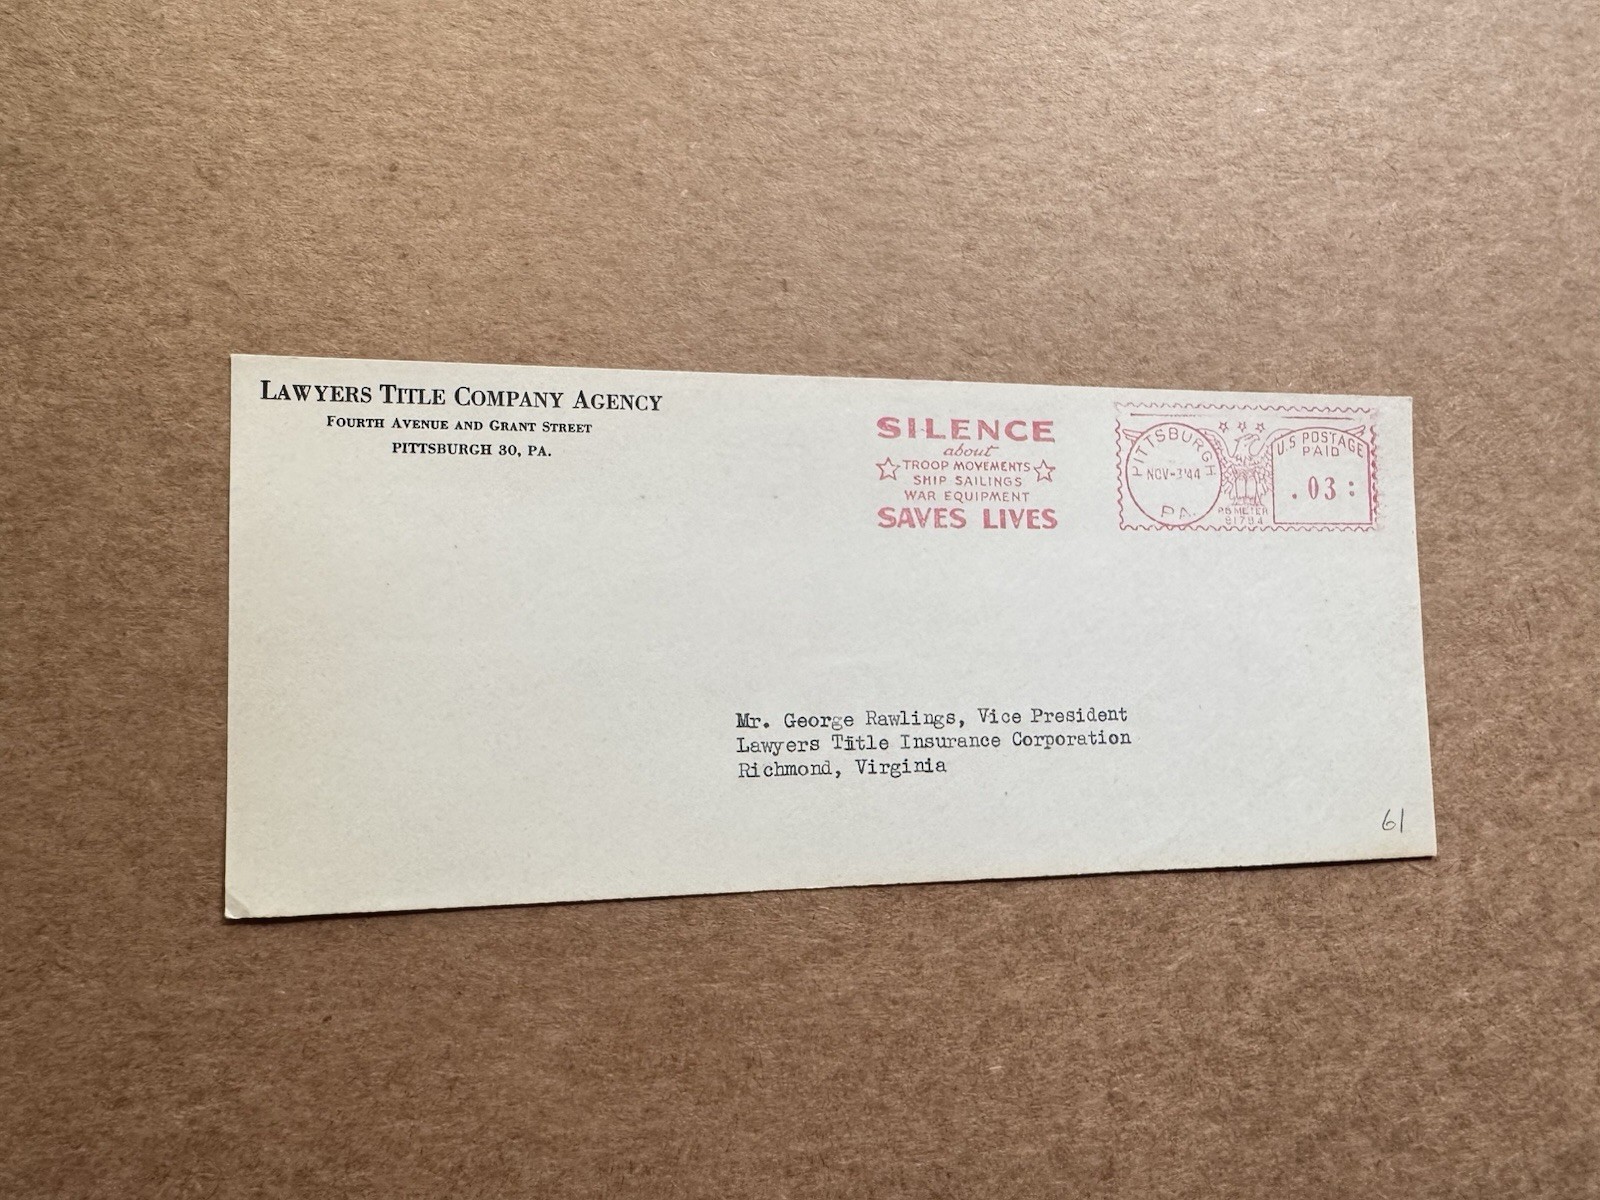 LAWYERS TITLE COMPANY AGENCY
FOURTH AVENUE AND GRANT STREET
PITTSBURGH 30, PA.
SILENCE
about
TROOP MOVEMENTS
SHIP SAILINGS
WAR EQUIPMENT
SAVES LIVES
PITTSBURGH
NOV-3'44
PA.
P.B METER
81784
U.S POSTAGE
PAID
.03:
Mr. George Rawlings, Vice President
Lawyers Title Insurance Corporation
Richmond, Virginia
61